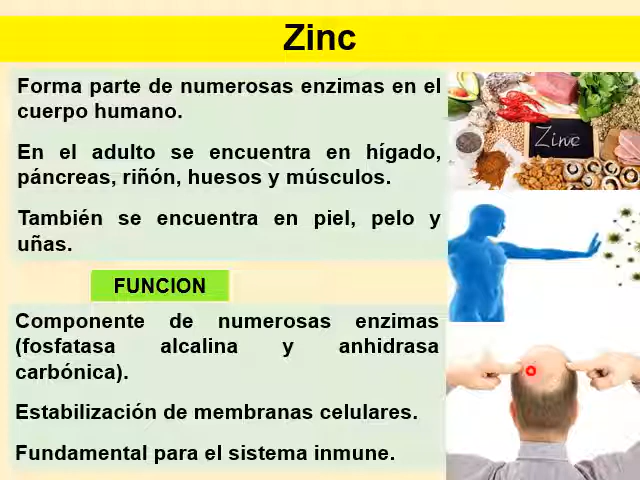 Zinc
Forma parte de numerosas enzimas en el
cuerpo humano.
En el adulto se encuentra en hígado,
páncreas, riñón, huesos y músculos.
También se encuentra en piel, pelo y
uñas.
Zinc
FUNCION
Componente de numerosas enzimas
(fosfatasa alcalina y anhidrasa
carbónica).
Estabilización de membranas celulares.
Fundamental para el sistema inmune.